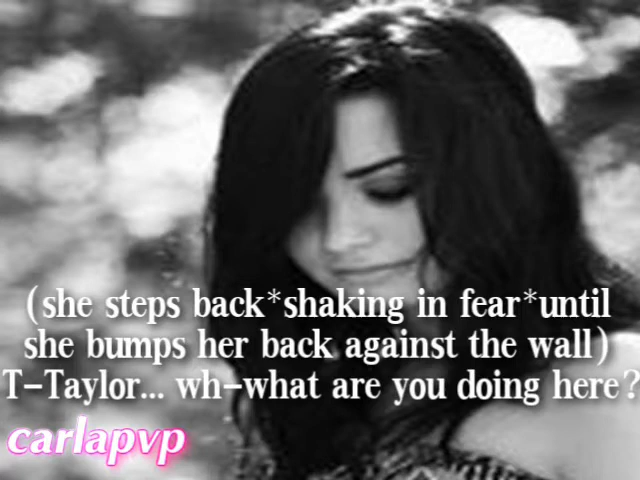 (she steps back*shaking in fear*until
she bumps her back against the wall)
T-Taylor... wh-what are you doing here?
carlapvp